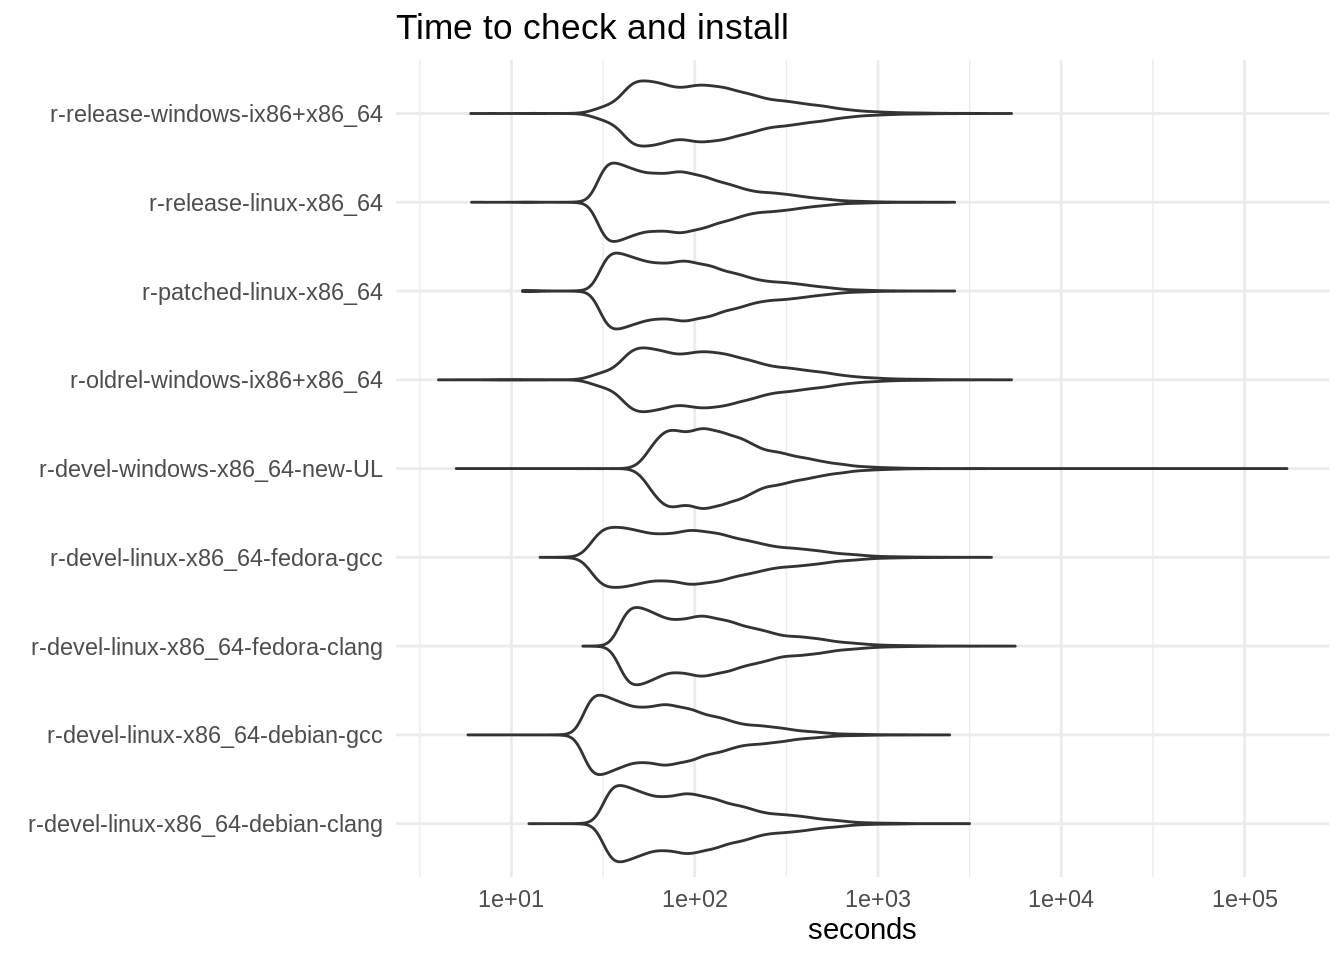 Time to check and install
r-release-windows-ix86+x86_64
r-release-linux-x86_64
r-patched-linux-x86_64
r-oldrel-windows-ix86+x86_64
r-devel-windows-x86_64-new-UL
r-devel-linux-x86_64-fedora-gcc
r-devel-linux-x86_64-fedora-clang
r-devel-linux-x86_64-debian-gcc
r-devel-linux-x86_64-debian-clang
1e+01 1e+02 1e+03 1e+04 1e+05
seconds